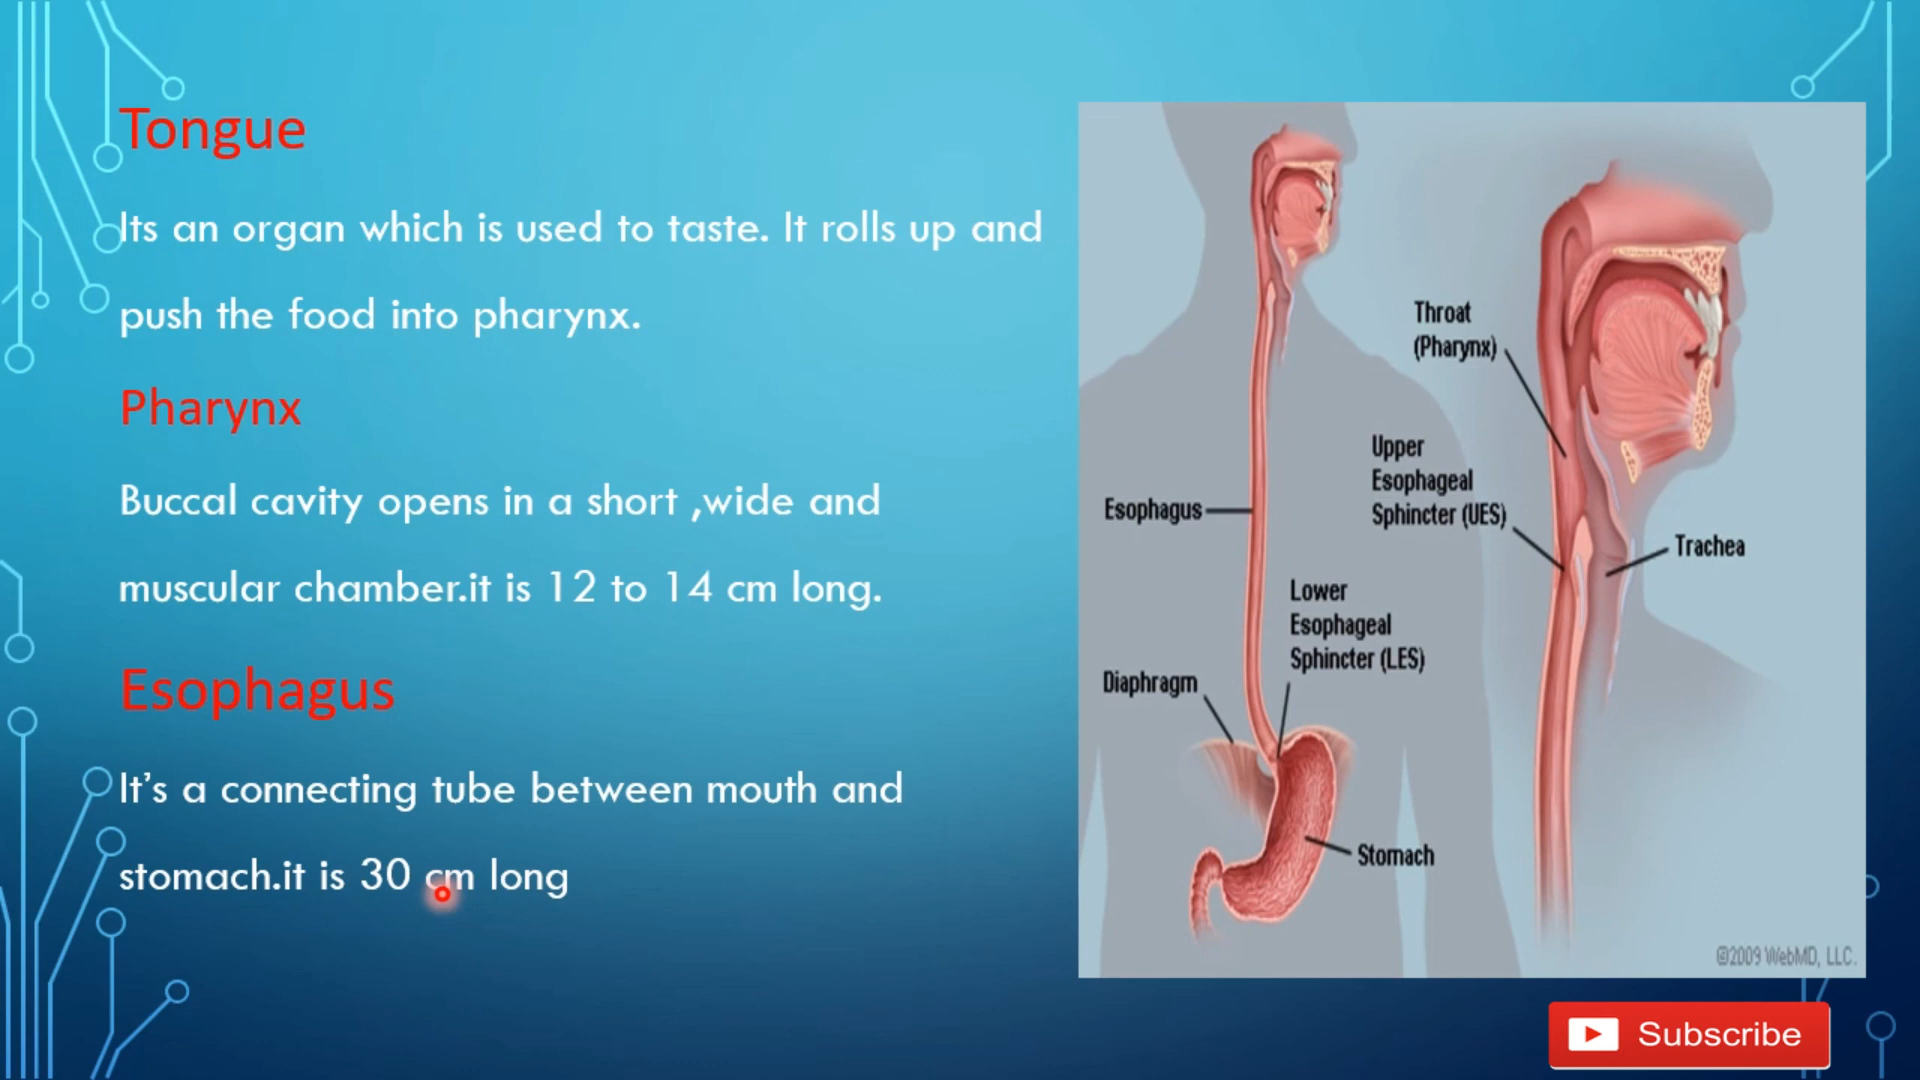 Tongue
Its an organ which is used to taste. It rolls up and
push the food into pharynx.
Pharynx
Buccal cavity opens in a short ,wide and
muscular chamber.it is 12 to 14 cm long.
Esophagus
It’s a connecting tube between mouth and
stomach.it is 30 cm long
Throat
(Pharynx)
Upper
Esophageal
Sphincter (UES)
Esophagus
Trachea
Lower
Esophageal
Sphincter (LES)
Diaphragm
Stomach
©2009 WebMD, LLC.
Subscribe